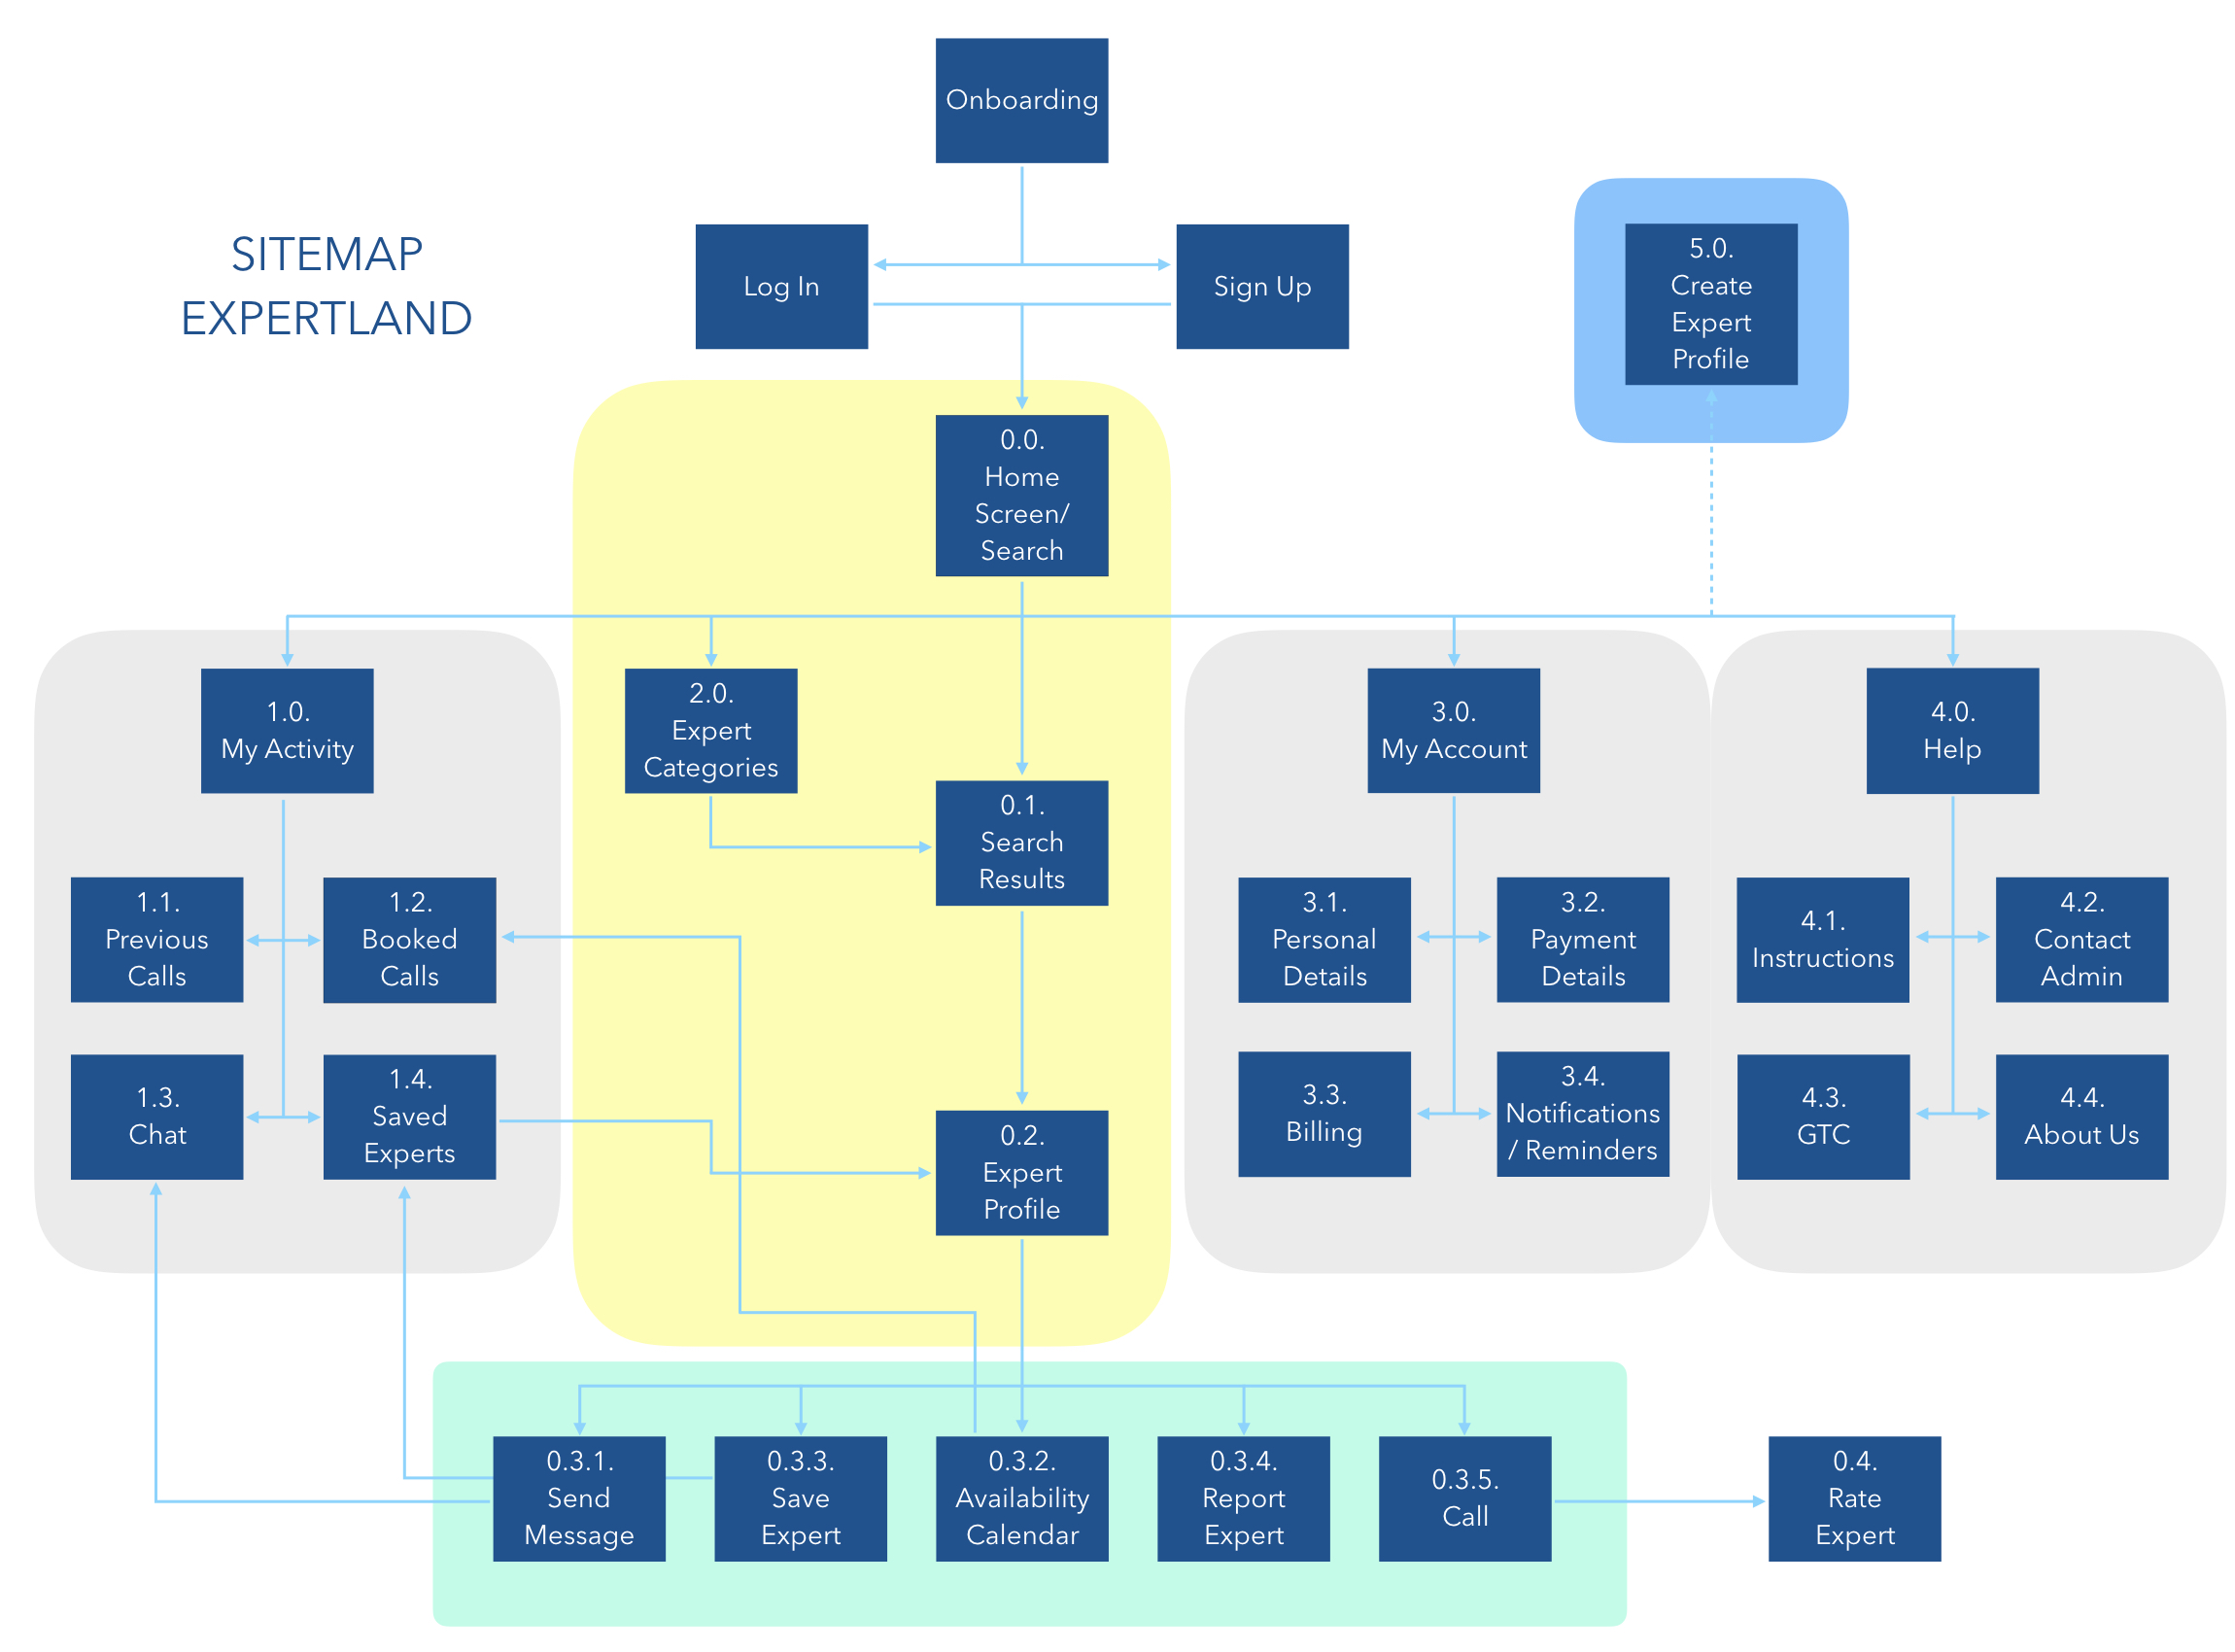 Onboarding
SITEMAP
EXPERTLAND
Log In
Sign Up
5.0.
Create
Expert
Profile
0.0.
Home
Screen/
Search
1.0.
My Activity
2.0.
Expert
Categories
3.0.
My Account
4.0.
Help
0.1.
Search
Results
1.1.
Previous
Calls
1.2.
Booked
Calls
3.1.
Personal
Details
3.2.
Payment
Details
4.1.
Instructions
4.2.
Contact
Admin
1.3.
Chat
1.4.
Saved
Experts
0.2.
Expert
Profile
3.3.
Billing
3.4.
Notifications
/ Reminders
4.3.
GTC
4.4.
About Us
0.3.1.
Send
Message
0.3.3.
Save
Expert
0.3.2.
Availability
Calendar
0.3.4.
Report
Expert
0.3.5.
Call
0.4.
Rate
Expert